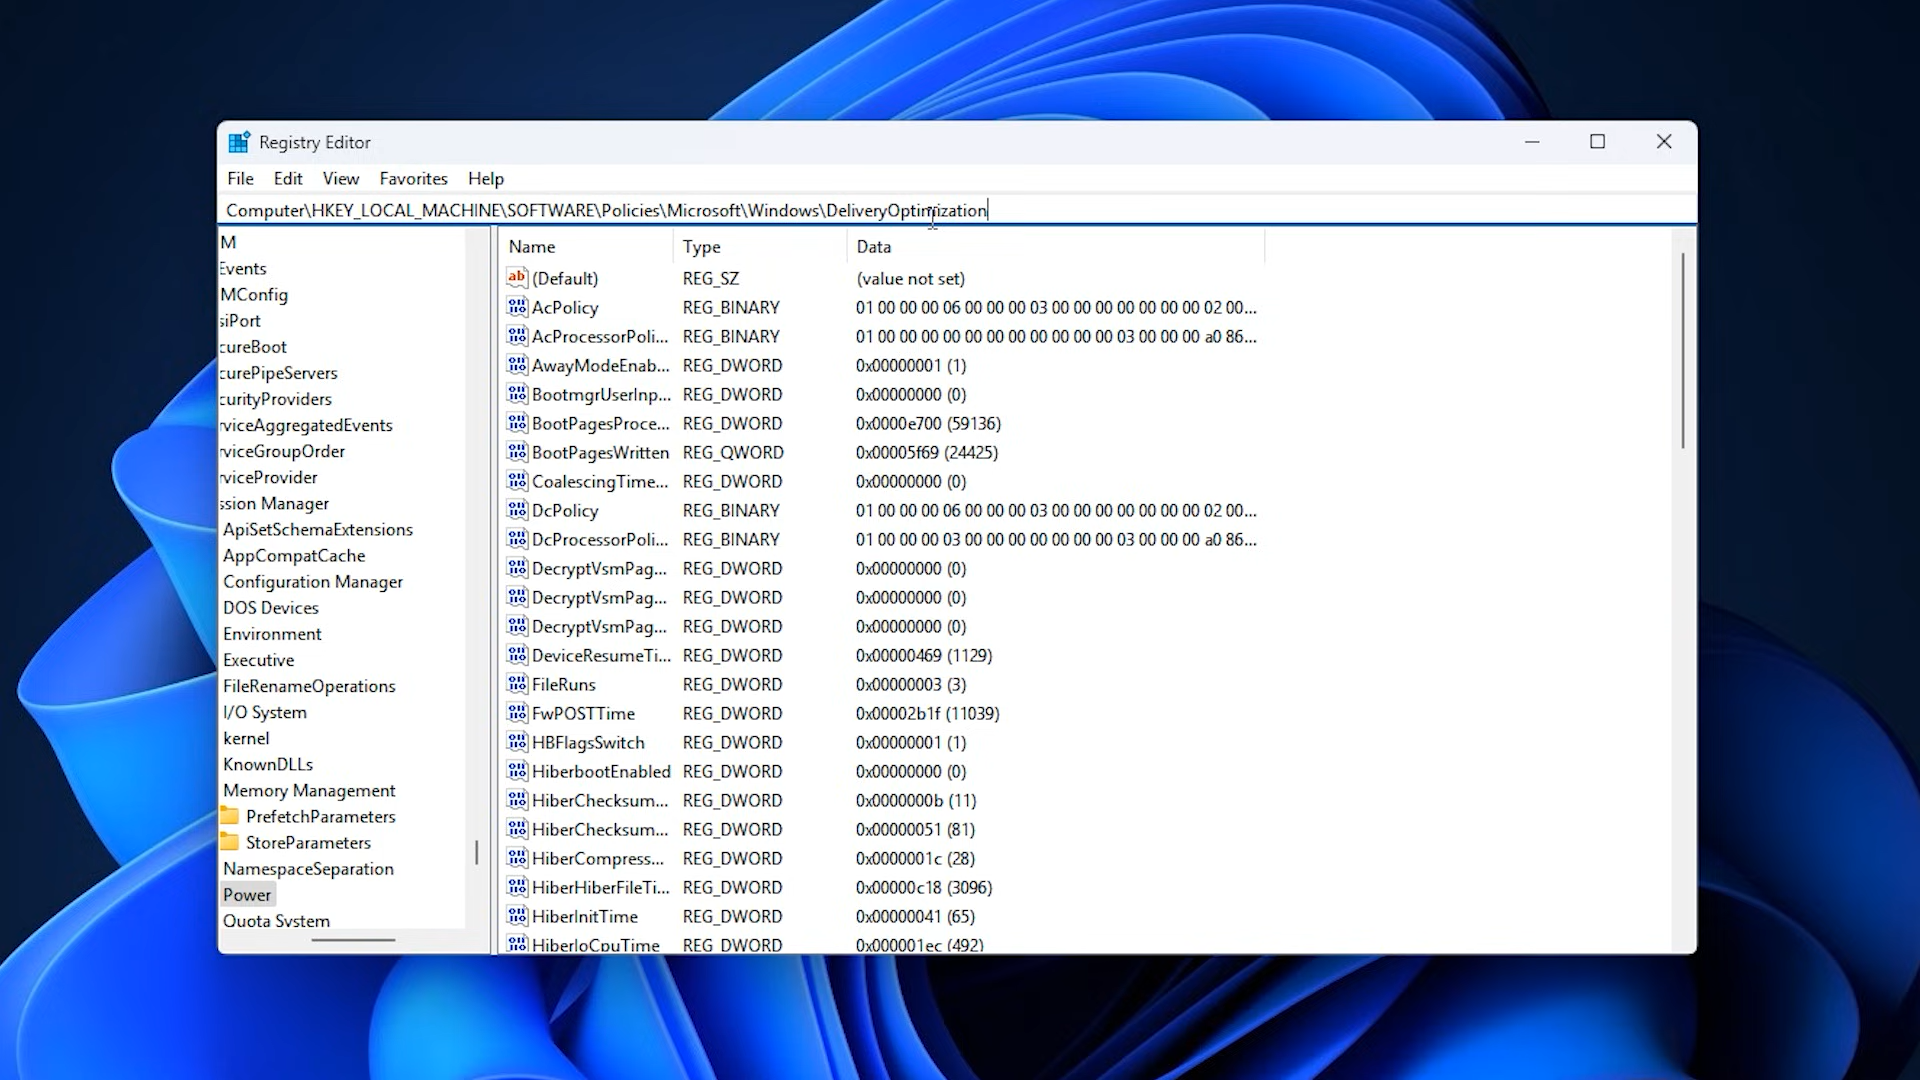 Registry Editor
File Edit View Favorites Help
Computer\HKEY_LOCAL_MACHINE\SOFTWARE\Policies\Microsoft\Windows\DeliveryOptimization
M
Events
MConfig
siPort
cureBoot
curePipeServers
curityProviders
rviceAggregatedEvents
rviceGroupOrder
rviceProvider
ssion Manager
ApiSetSchemaExtensions
AppCompatCache
Configuration Manager
DOS Devices
Environment
Executive
FileRenameOperations
I/O System
kernel
KnownDLLs
Memory Management
PrefetchParameters
StoreParameters
NamespaceSeparation
Power
Quota System
Name Type Data
(Default) REG_SZ (value not set)
AcPolicy REG_BINARY 01 00 00 00 06 00 00 00 03 00 00 00 00 00 00 00 02 00...
AcProcessorPoli... REG_BINARY 01 00 00 00 00 00 00 00 00 00 00 00 03 00 00 00 a0 86...
AwayModeEnab... REG_DWORD 0x00000001 (1)
BootmgrUserInp... REG_DWORD 0x00000000 (0)
BootPagesProce... REG_DWORD 0x0000e700 (59136)
BootPagesWritten REG_QWORD 0x00005f69 (24425)
CoalescingTime... REG_DWORD 0x00000000 (0)
DcPolicy REG_BINARY 01 00 00 00 06 00 00 00 03 00 00 00 00 00 00 00 02 00...
DcProcessorPoli... REG_BINARY 01 00 00 00 03 00 00 00 00 00 00 00 03 00 00 00 a0 86...
DecryptVsmPag... REG_DWORD 0x00000000 (0)
DecryptVsmPag... REG_DWORD 0x00000000 (0)
DecryptVsmPag... REG_DWORD 0x00000000 (0)
DeviceResumeTi... REG_DWORD 0x00000469 (1129)
FileRuns REG_DWORD 0x00000003 (3)
FwPOSTTime REG_DWORD 0x00002b1f (11039)
HBFlagsSwitch REG_DWORD 0x00000001 (1)
HiberbootEnabled REG_DWORD 0x00000000 (0)
HiberChecksum... REG_DWORD 0x0000000b (11)
HiberChecksum... REG_DWORD 0x00000051 (81)
HiberCompress... REG_DWORD 0x0000001c (28)
HiberHiberFileTi... REG_DWORD 0x00000c18 (3096)
HiberInitTime REG_DWORD 0x00000041 (65)
HiberIoCpuTime REG_DWORD 0x000001ec (492)